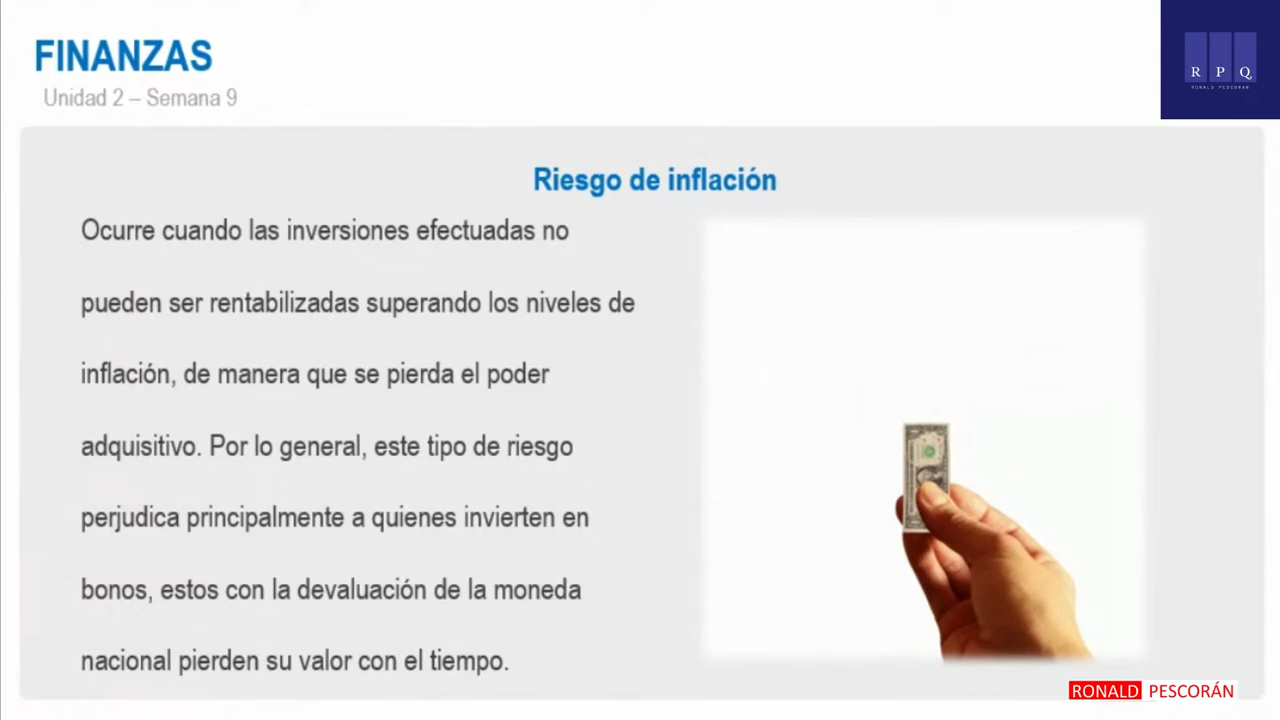 FINANZAS
Unidad 2 – Semana 9
R P Q
RONALD PESCORAN
Riesgo de inflación
Ocurre cuando las inversiones efectuadas no
pueden ser rentabilizadas superando los niveles de
inflación, de manera que se pierda el poder
adquisitivo. Por lo general, este tipo de riesgo
perjudica principalmente a quienes invierten en
bonos, estos con la devaluación de la moneda
nacional pierden su valor con el tiempo.
RONALD PESCORÁN